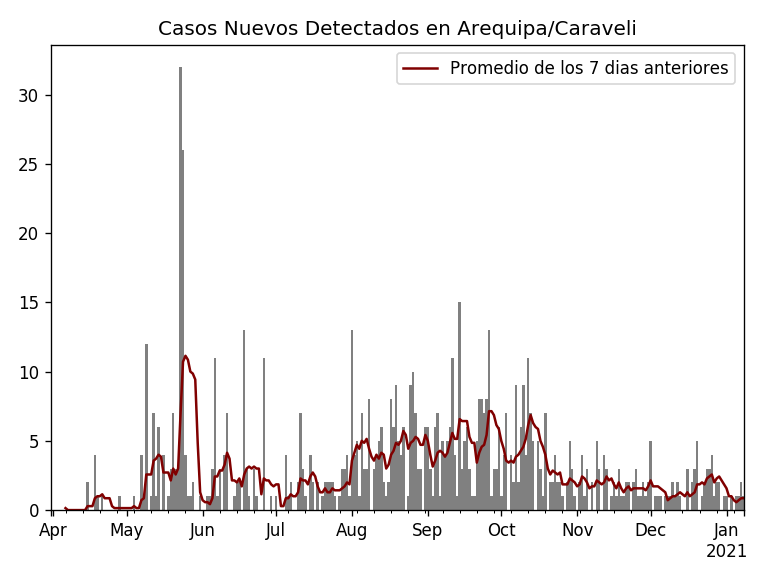 Casos Nuevos Detectados en Arequipa/Caraveli
Promedio de los 7 dias anteriores
30
25
20
15
10
5
0
Apr May Jun Jul Aug Sep Oct Nov Dec Jan
2021